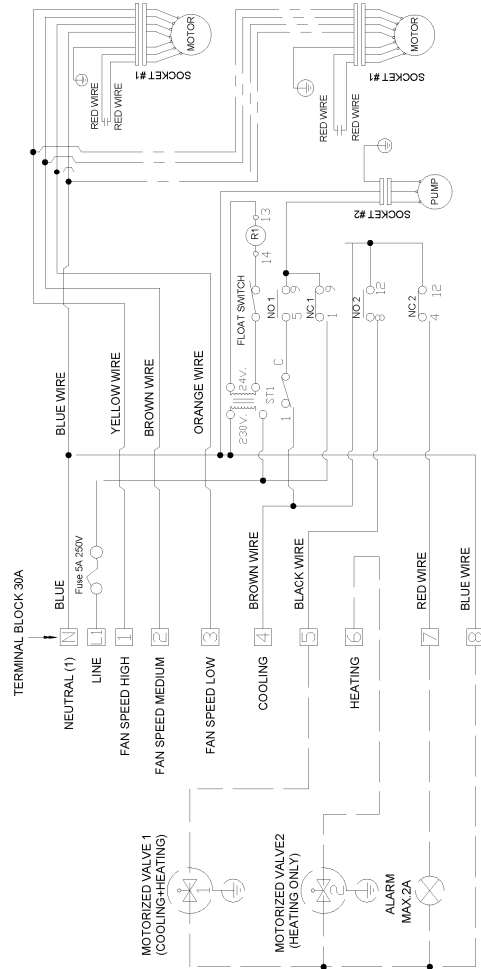 TERMINAL BLOCK 30A
N
L1
1
2
3
4
5
6
7
8
NEUTRAL (1)
LINE
FAN SPEED HIGH
FAN SPEED MEDIUM
FAN SPEED LOW
COOLING
HEATING
BLUE
Fuse 5A 250V
BLUE WIRE
YELLOW WIRE
BROWN WIRE
ORANGE WIRE
BROWN WIRE
BLACK WIRE
RED WIRE
BLUE WIRE
MOTORIZED VALVE 1
(COOLING+HEATING)
1
MOTORIZED VALVE2
(HEATING ONLY)
2
ALARM
MAX.2A
230V.
24V.
ST1
1
C
FLOAT SWITCH
14
R1
13
NO 1
5
9
NC 1
1
9
NO 2
8
12
NC 2
4
12
RED WIRE
RED WIRE
SOCKET #1
MOTOR
RED WIRE
SOCKET #1
MOTOR
SOCKET #2
PUMP